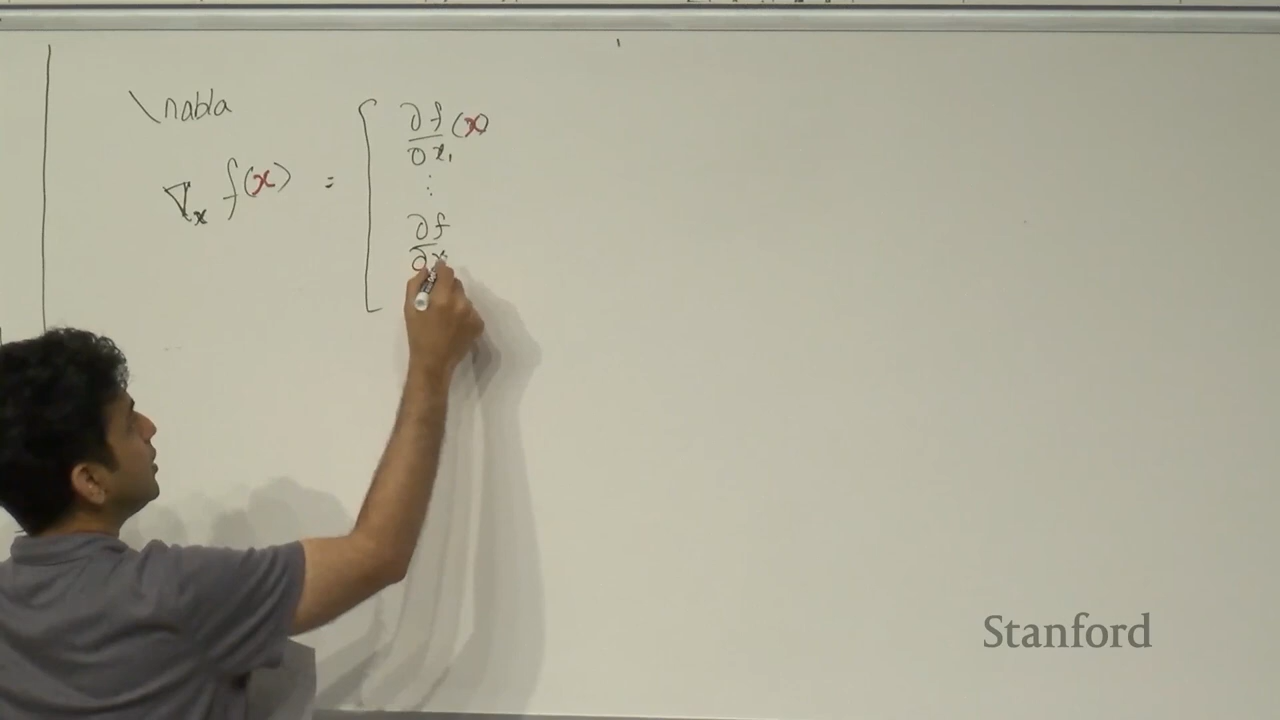 \nabla
∇ₓ f(x) = [ ∂f/∂x₁ (x)
⋮
∂f/∂x
Stanford